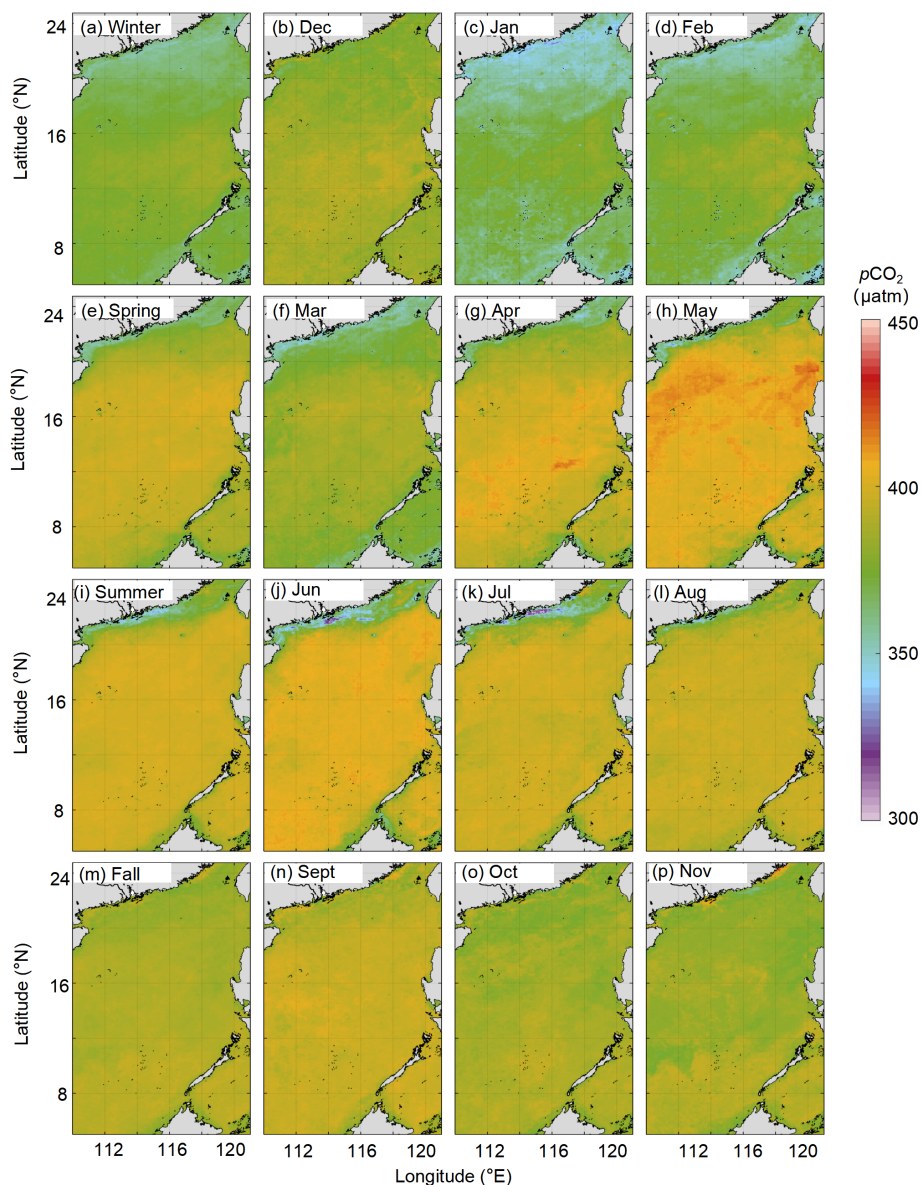 (a) Winter
(b) Dec
(c) Jan
(d) Feb
24
16
8
Latitude (°N)
(e) Spring
(f) Mar
(g) Apr
(h) May
24
16
8
Latitude (°N)
(i) Summer
(j) Jun
(k) Jul
(l) Aug
24
16
8
Latitude (°N)
(m) Fall
(n) Sept
(o) Oct
(p) Nov
24
16
8
Latitude (°N)
112 116 120
112 116 120
112 116 120
112 116 120
Longitude (°E)
pCO₂
(µatm)
450
400
350
300